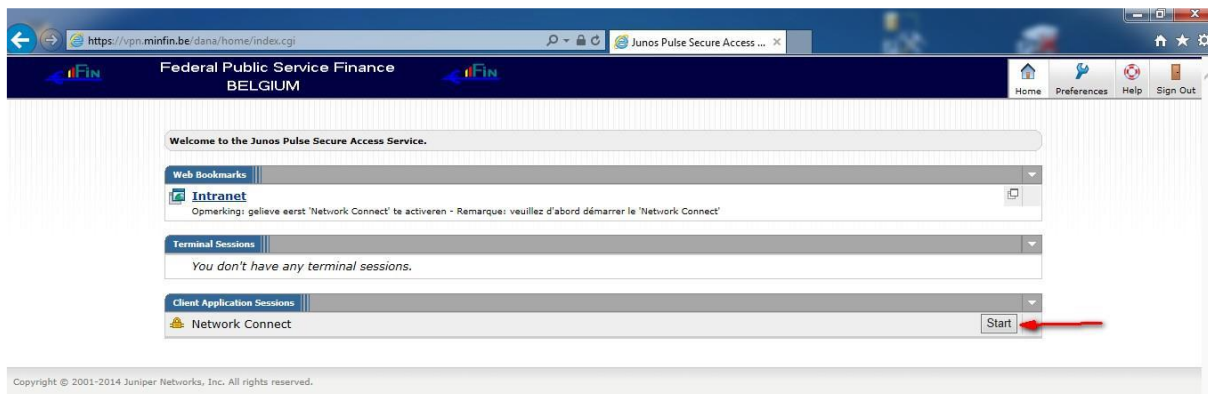 https://vpn.minfin.be/dana/home/index.cgi
Junos Pulse Secure Access ...
Federal Public Service Finance
BELGIUM
FIN
FIN
Home
Preferences
Help
Sign Out
Welcome to the Junos Pulse Secure Access Service.
Web Bookmarks
Intranet
Opmerking: gelieve eerst 'Network Connect' te activeren - Remarque: veuillez d'abord démarrer le 'Network Connect'
Terminal Sessions
You don't have any terminal sessions.
Client Application Sessions
Network Connect
Start
Copyright © 2001-2014 Juniper Networks, Inc. All rights reserved.